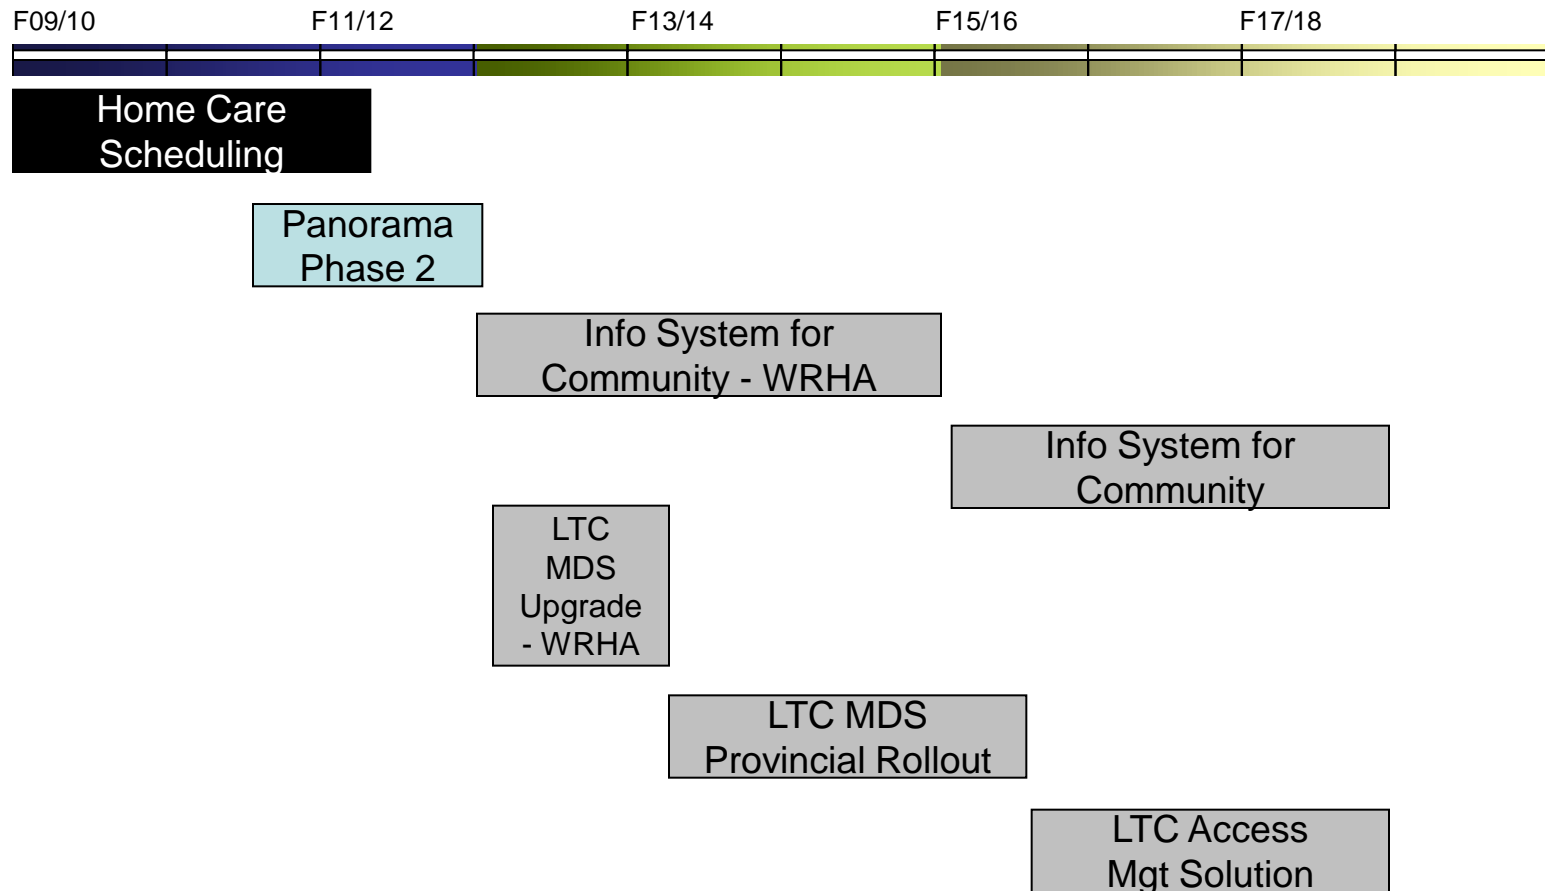 F09/10 F11/12 F13/14 F15/16 F17/18
Home Care
Scheduling
Panorama
Phase 2
Info System for
Community - WRHA
Info System for
Community
LTC
MDS
Upgrade
- WRHA
LTC MDS
Provincial Rollout
LTC Access
Mgt Solution